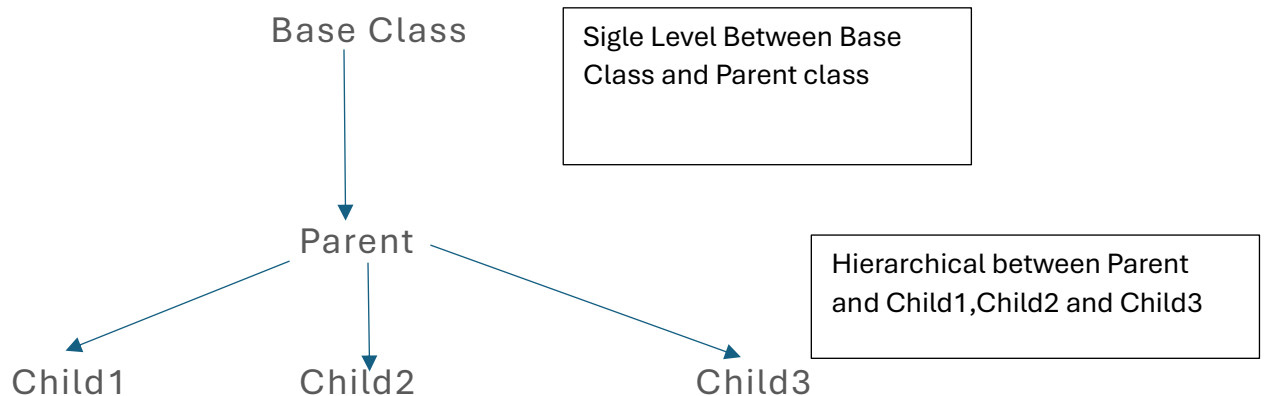 Base Class
Sigle Level Between Base
Class and Parent class
Parent
Hierarchical between Parent
and Child1,Child2 and Child3
Child1
Child2
Child3